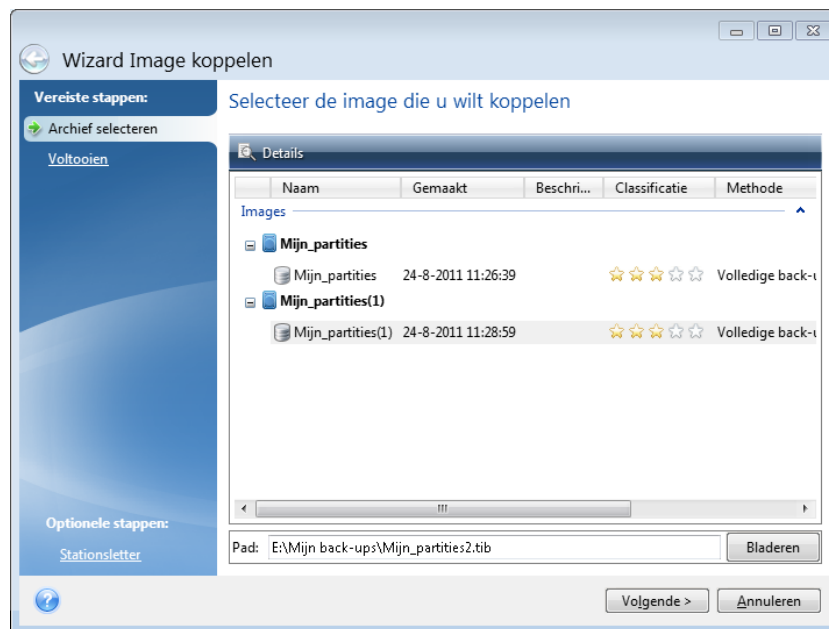 Wizard Image koppelen
Vereiste stappen:
Archief selecteren
Voltooien
Optionele stappen:
Stationsletter
Selecteer de image die u wilt koppelen
Details
Naam Gemaakt Beschri... Classificatie Methode
Images
Mijn_partities
Mijn_partities 24-8-2011 11:26:39 Volledige back-u
Mijn_partities(1)
Mijn_partities(1) 24-8-2011 11:28:59 Volledige back-u
Pad: E:\Mijn back-ups\Mijn_partities2.tib Bladeren
Volgende > Annuleren